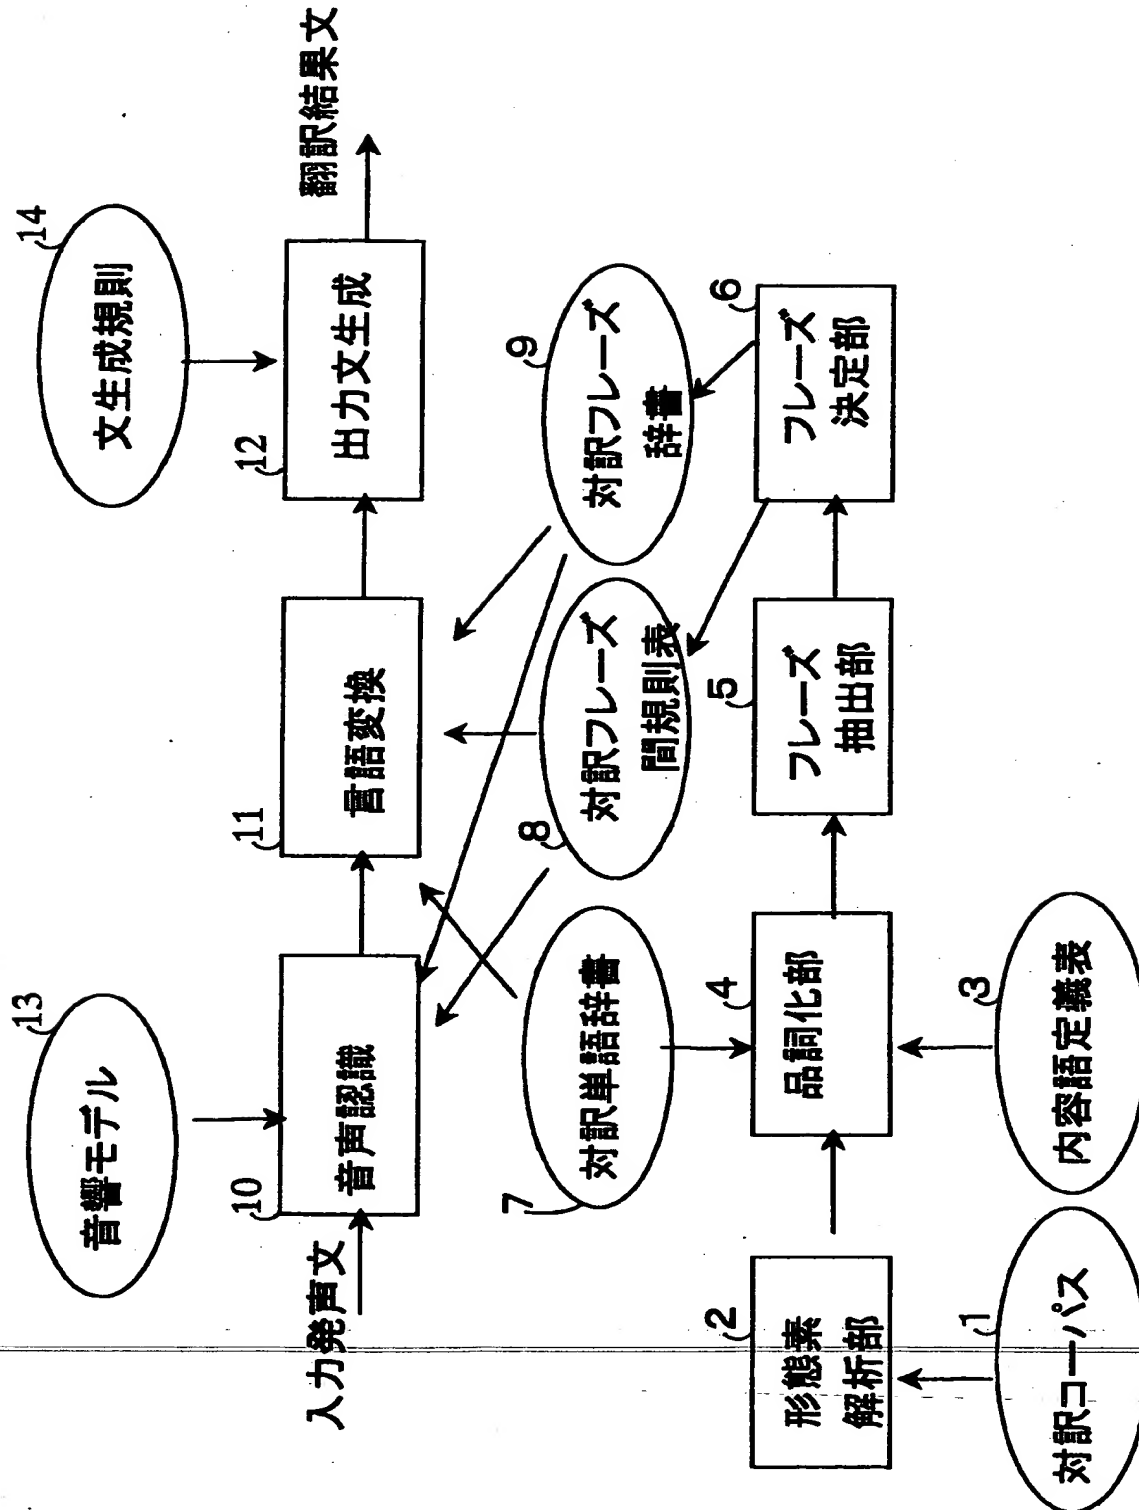 13
音響モデル
14
文生成規則
入力発声文
10
音声認識
11
言語変換
12
出力文生成
翻訳結果文
7
対訳単語辞書
8
対訳フレーズ
間規則表
9
対訳フレーズ
辞書
2
形態素
解析部
4
品詞化部
5
フレーズ
抽出部
6
フレーズ
決定部
1
対訳コーパス
3
内容語定義表